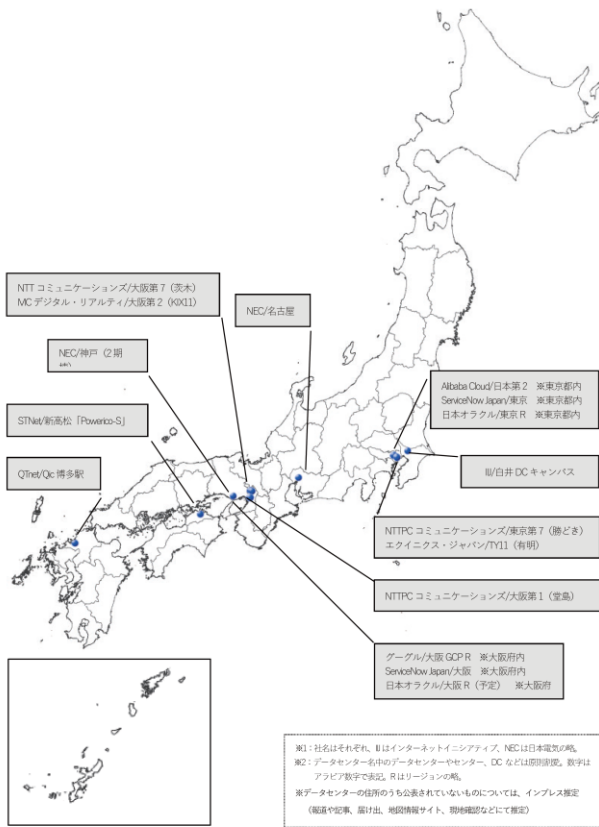 NTT コミュニケーションズ/大阪第 7（茨木）
MC デジタル・リアルティ/大阪第 2（KIX11）
NEC/名古屋
NEC/神戸（2 期
STNet/新高松「Powerico-S」
QTnet/Qic 博多駅
Alibaba Cloud/日本第 2　※東京都内
ServiceNow Japan/東京　※東京都内
日本オラクル/東京 R　※東京都内
IIJ/白井 DC キャンパス
NTTPC コミュニケーションズ/東京第 7（勝どき）
エクイニクス・ジャパン/TY11（有明）
NTTPC コミュニケーションズ/大阪第 1（堂島）
グーグル/大阪 GCP R　※大阪府内
ServiceNow Japan/大阪　※大阪府内
日本オラクル/大阪 R（予定）　※大阪府
※1：社名はそれぞれ、IIJ はインターネットイニシアティブ、NEC は日本電気の略。
※2：データセンター名中のデータセンターやセンター、DC などは原則割愛。数字は
アラビア数字で表記。R はリージョンの略。
※データセンターの住所のうち公表されていないものについては、インプレス推定
（報道や記事、届け出、地図情報サイト、現地確認などにて推定）